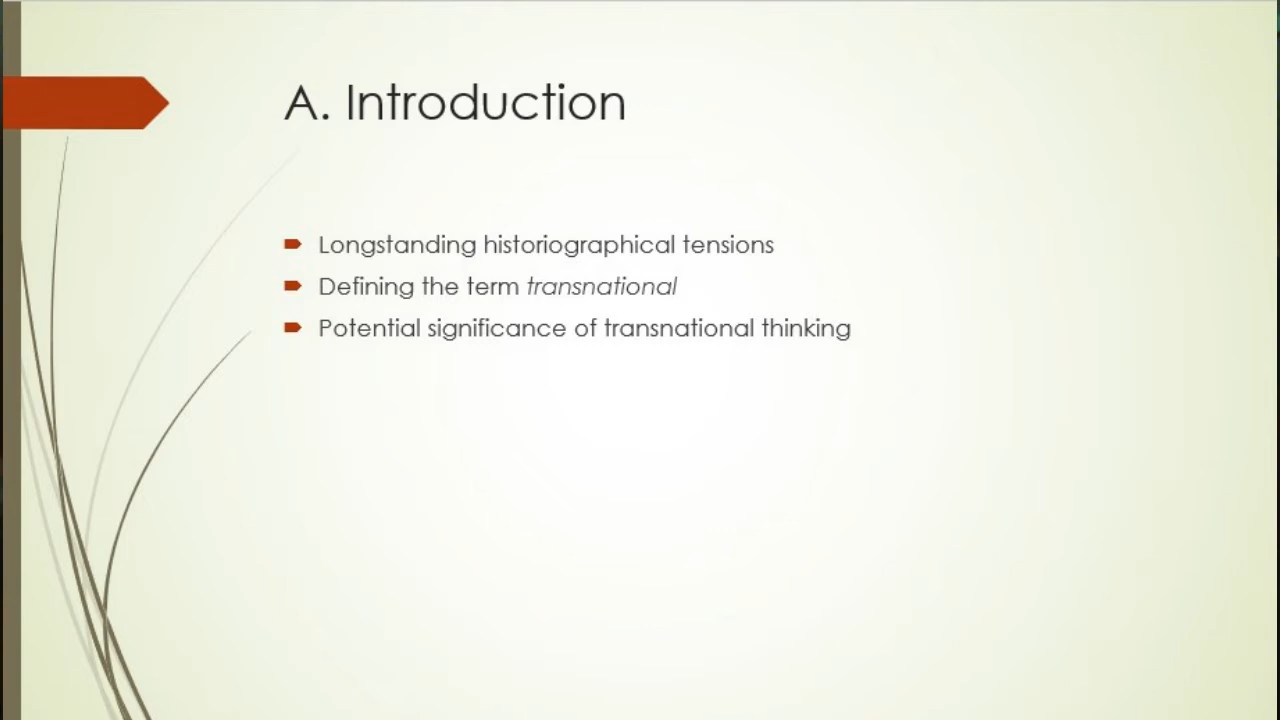 A. Introduction
Longstanding historiographical tensions
Defining the term transnational
Potential significance of transnational thinking